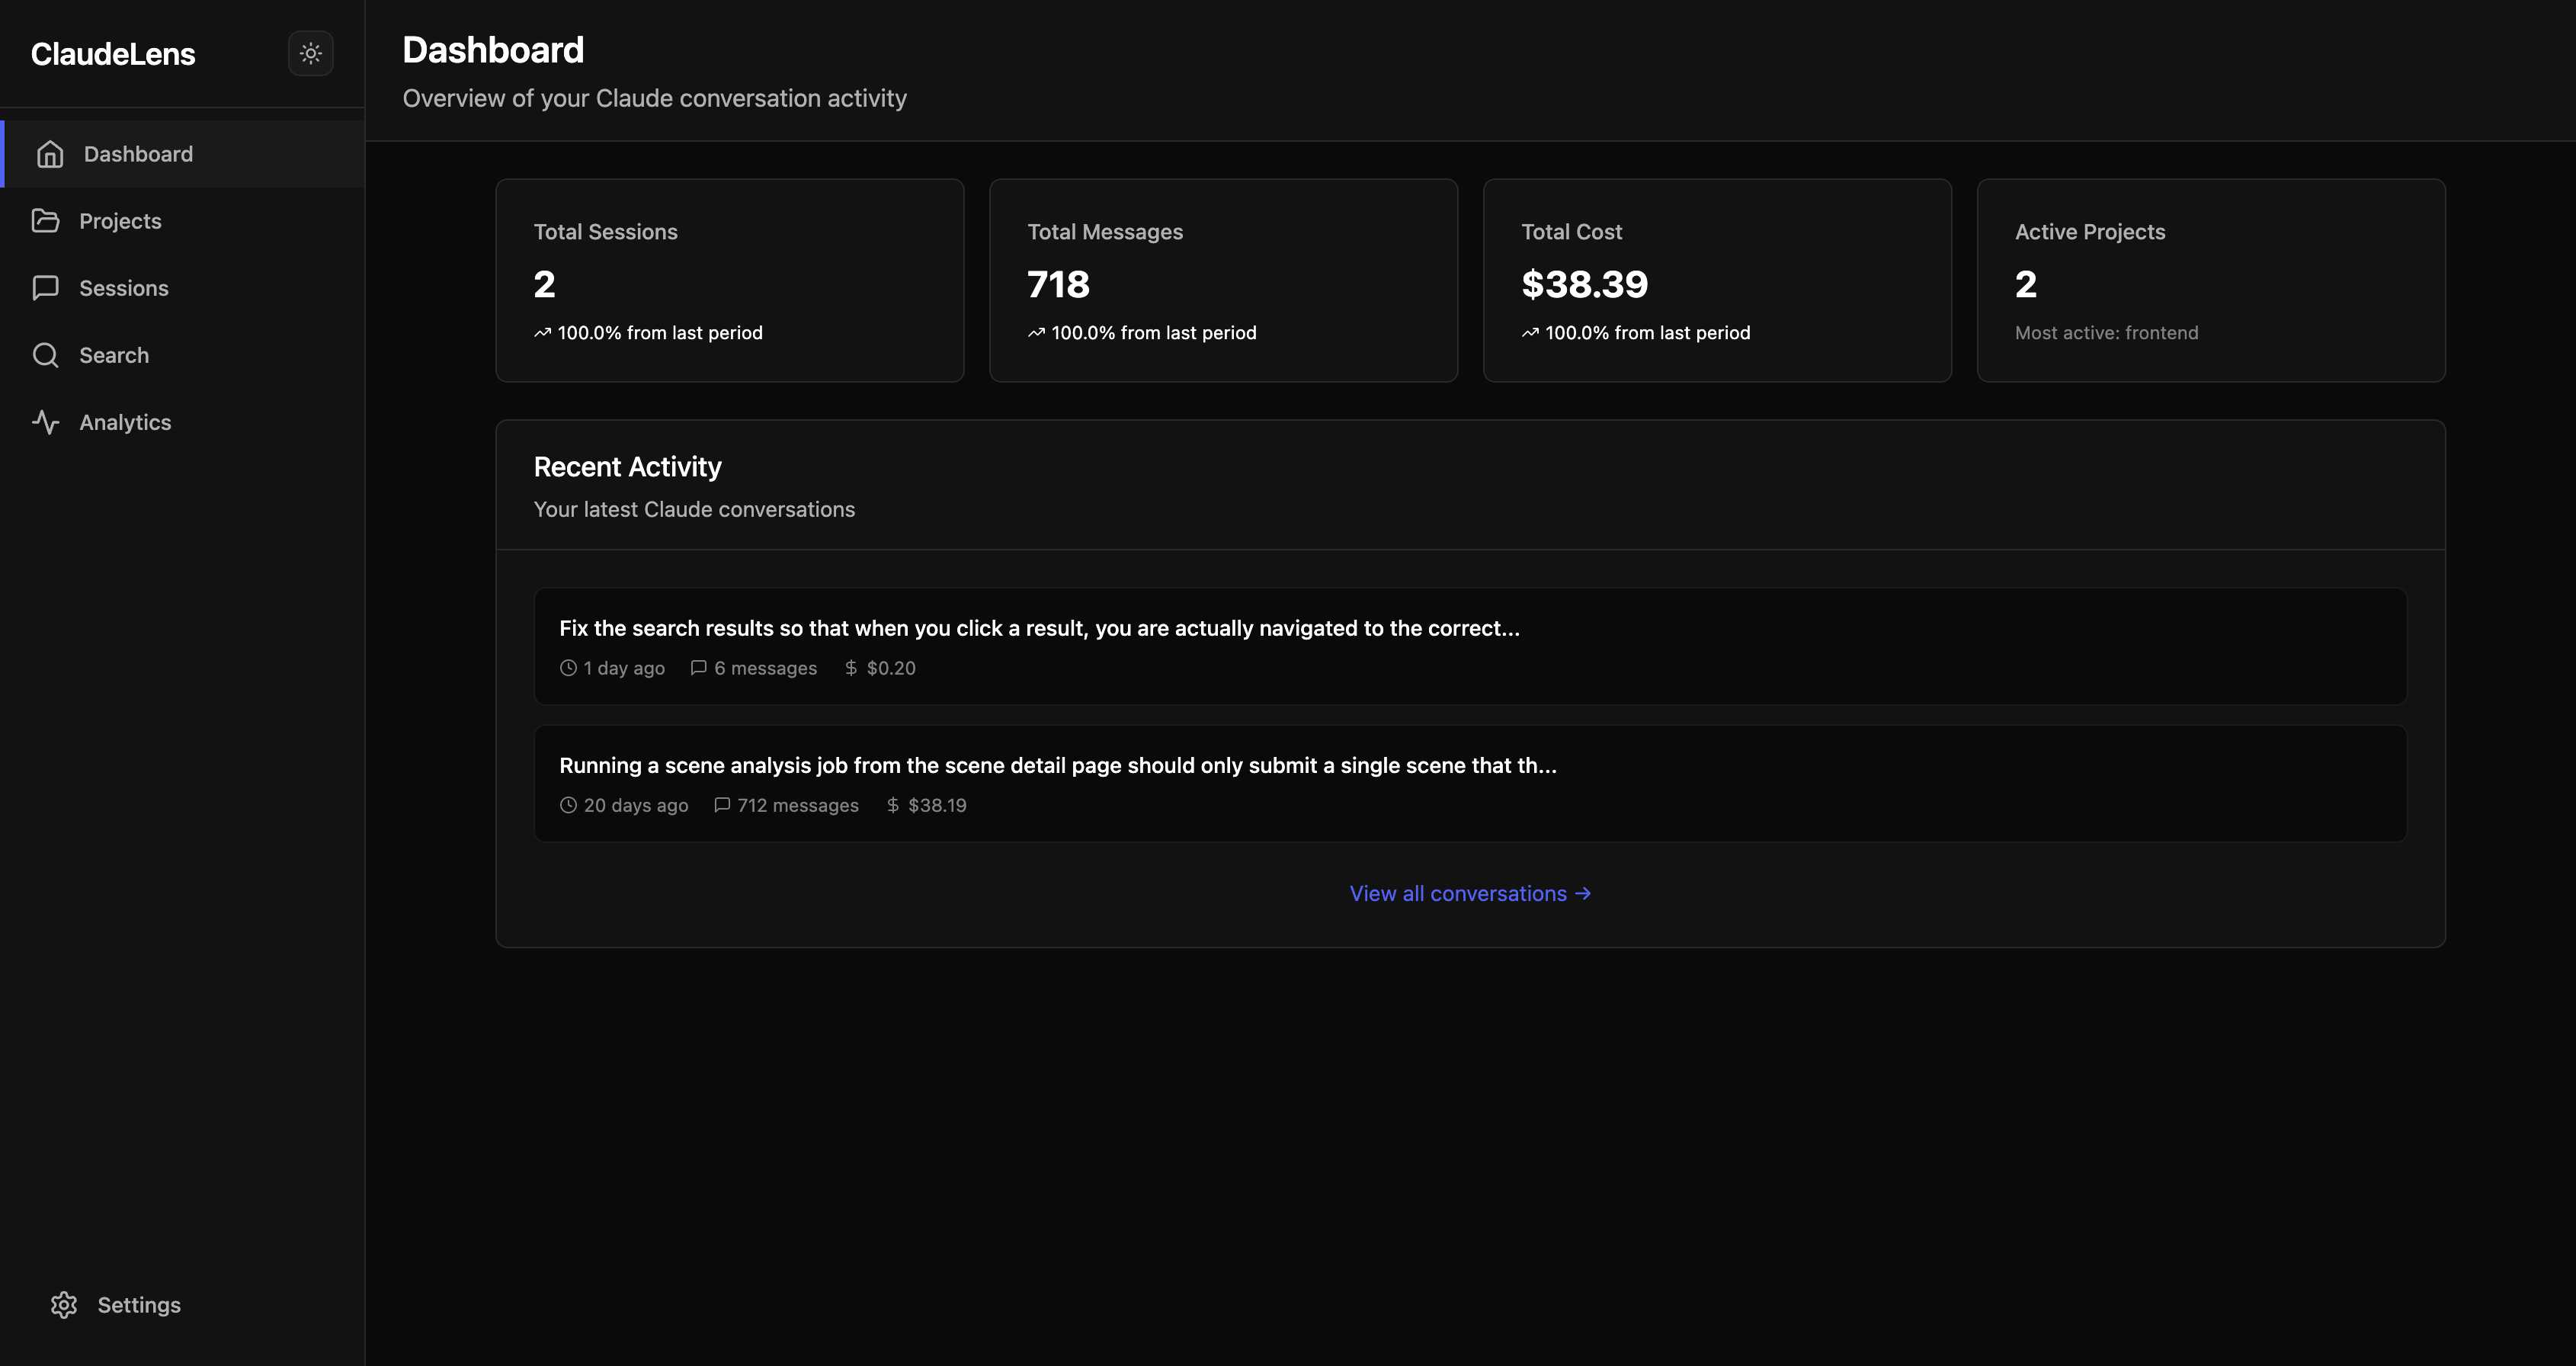 ClaudeLens
Dashboard
Projects
Sessions
Search
Analytics
Settings
Dashboard
Overview of your Claude conversation activity
Total Sessions
2
100.0% from last period
Total Messages
718
100.0% from last period
Total Cost
$38.39
100.0% from last period
Active Projects
2
Most active: frontend
Recent Activity
Your latest Claude conversations
Fix the search results so that when you click a result, you are actually navigated to the correct...
1 day ago 6 messages $ $0.20
Running a scene analysis job from the scene detail page should only submit a single scene that th...
20 days ago 712 messages $ $38.19
View all conversations →